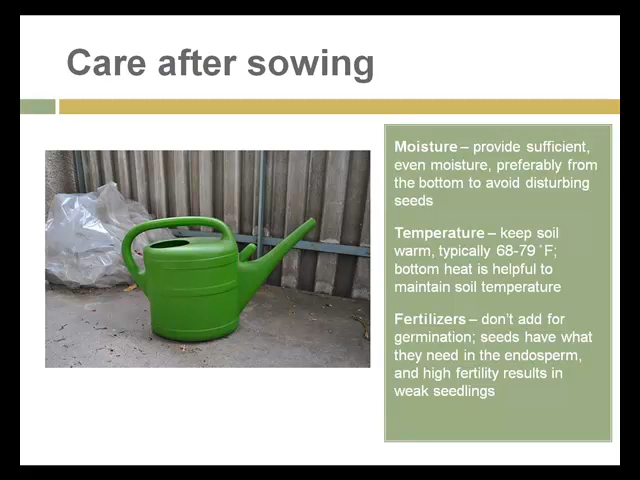 Care after sowing
Moisture – provide sufficient,
even moisture, preferably from
the bottom to avoid disturbing
seeds
Temperature – keep soil
warm, typically 68-79 ˚F;
bottom heat is helpful to
maintain soil temperature
Fertilizers – don’t add for
germination; seeds have what
they need in the endosperm,
and high fertility results in
weak seedlings